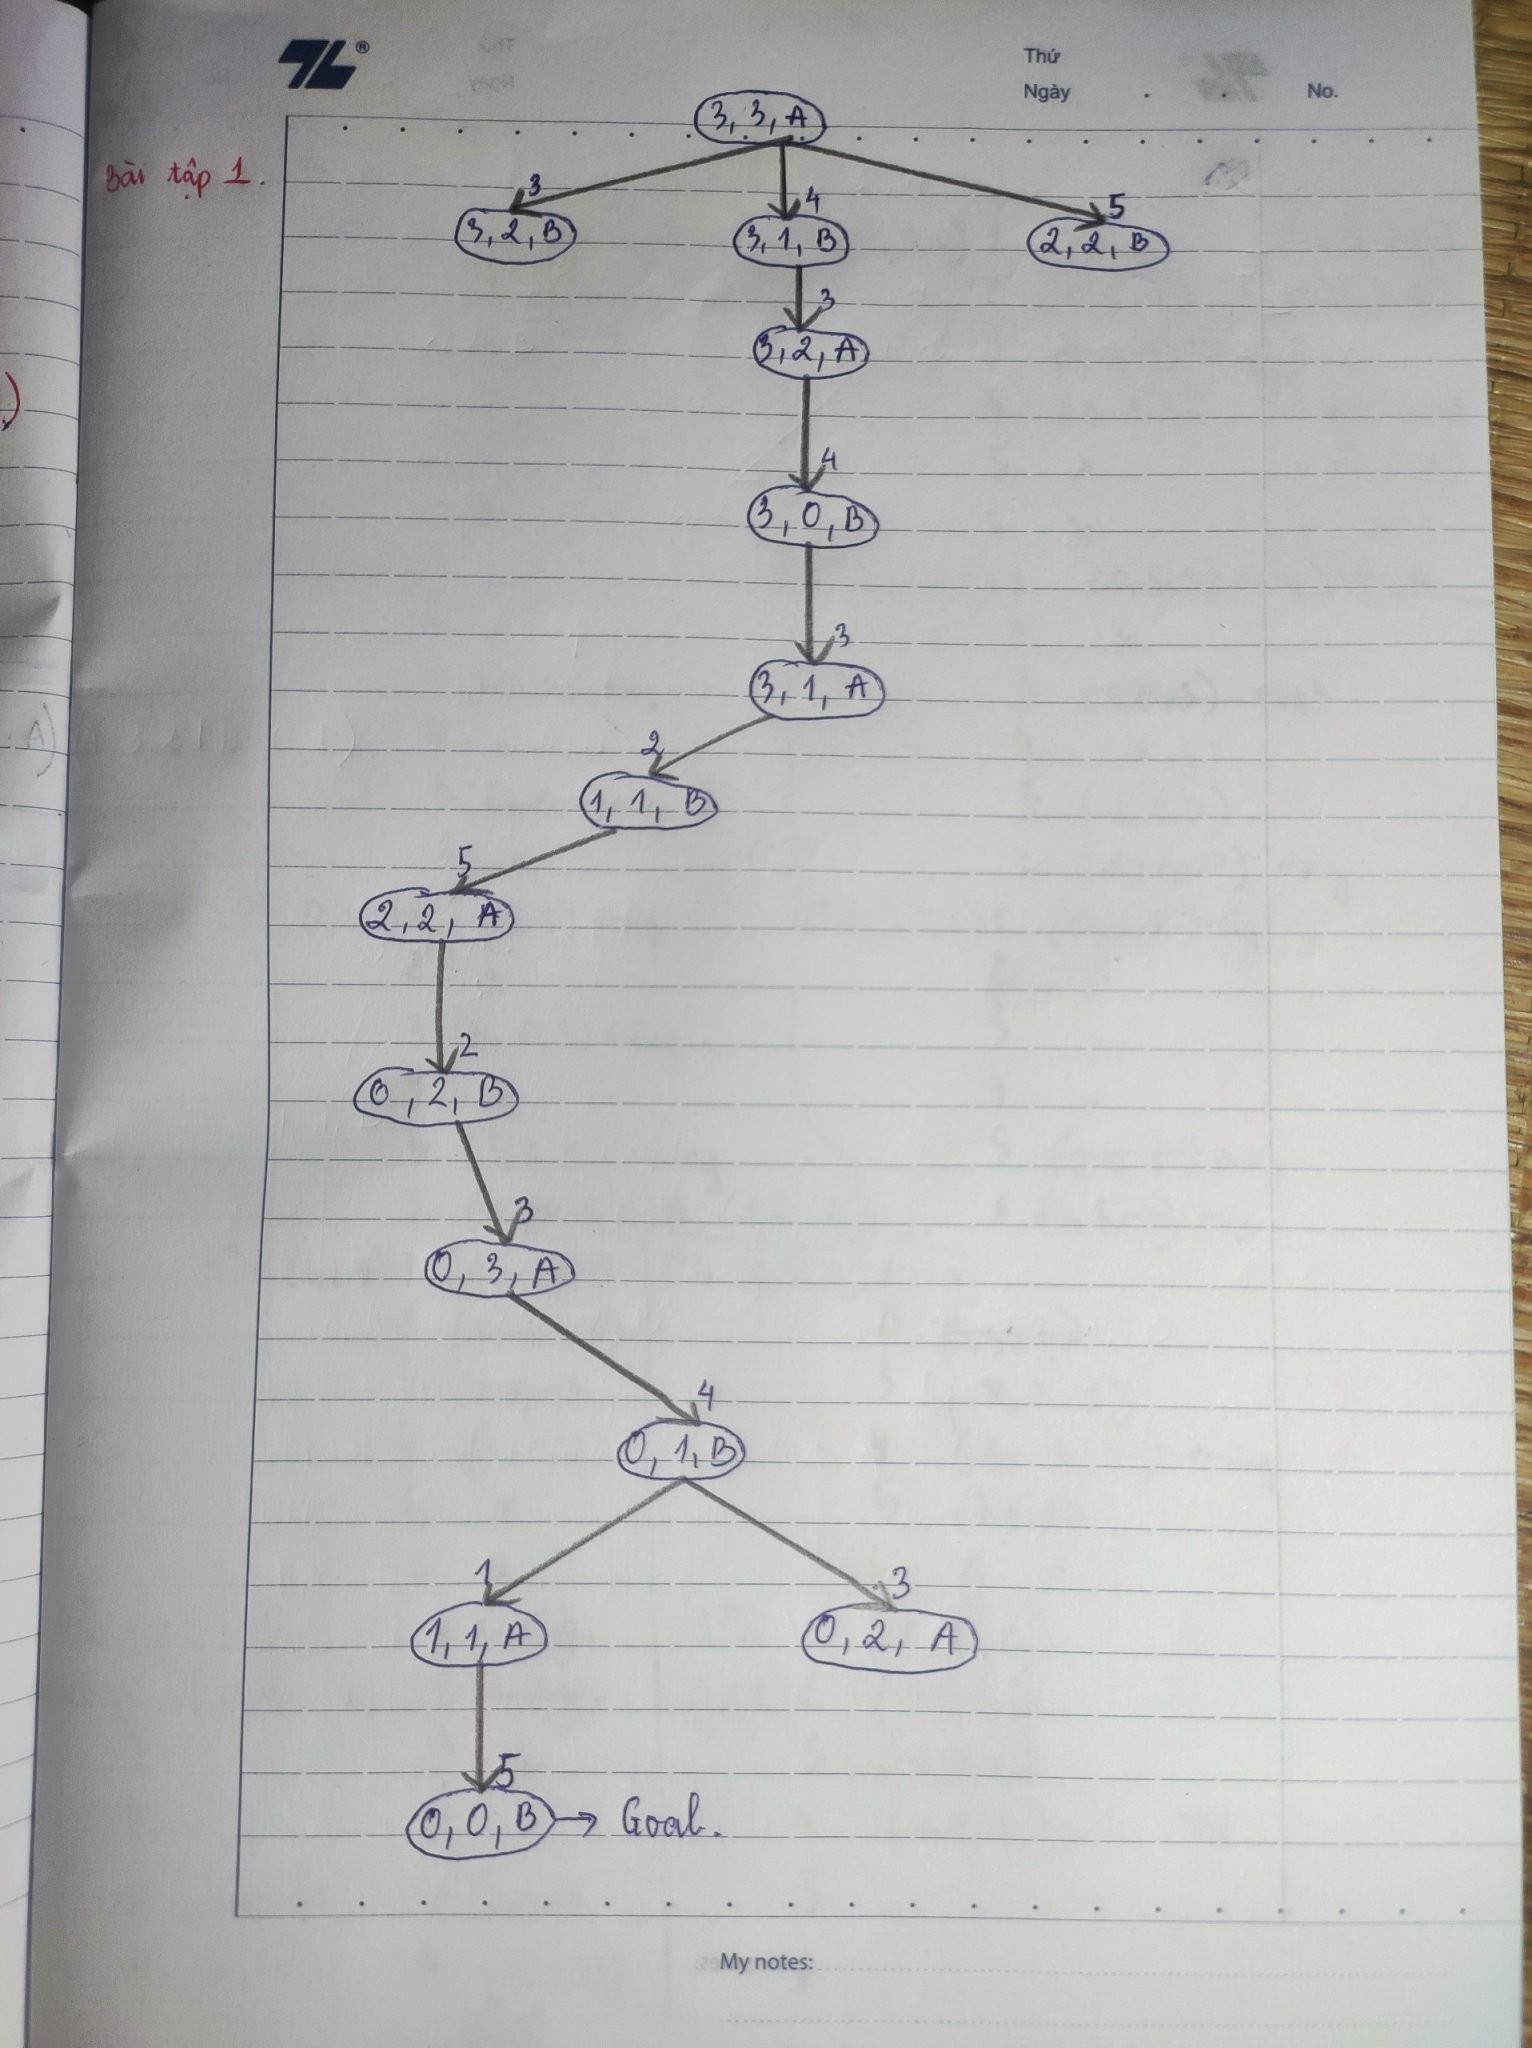 Thứ
Ngày . . No.
Bài tập 1.
3, 3, A
3 4 5
3, 2, B 3, 1, B 2, 2, B
3
3, 2, A
4
3, 0, B
3
3, 1, A
2
1, 1, B
5
2, 2, A
2
0, 2, B
3
0, 3, A
4
0, 1, B
1 3
1, 1, A 0, 2, A
5
0, 0, B → Goal.
My notes: